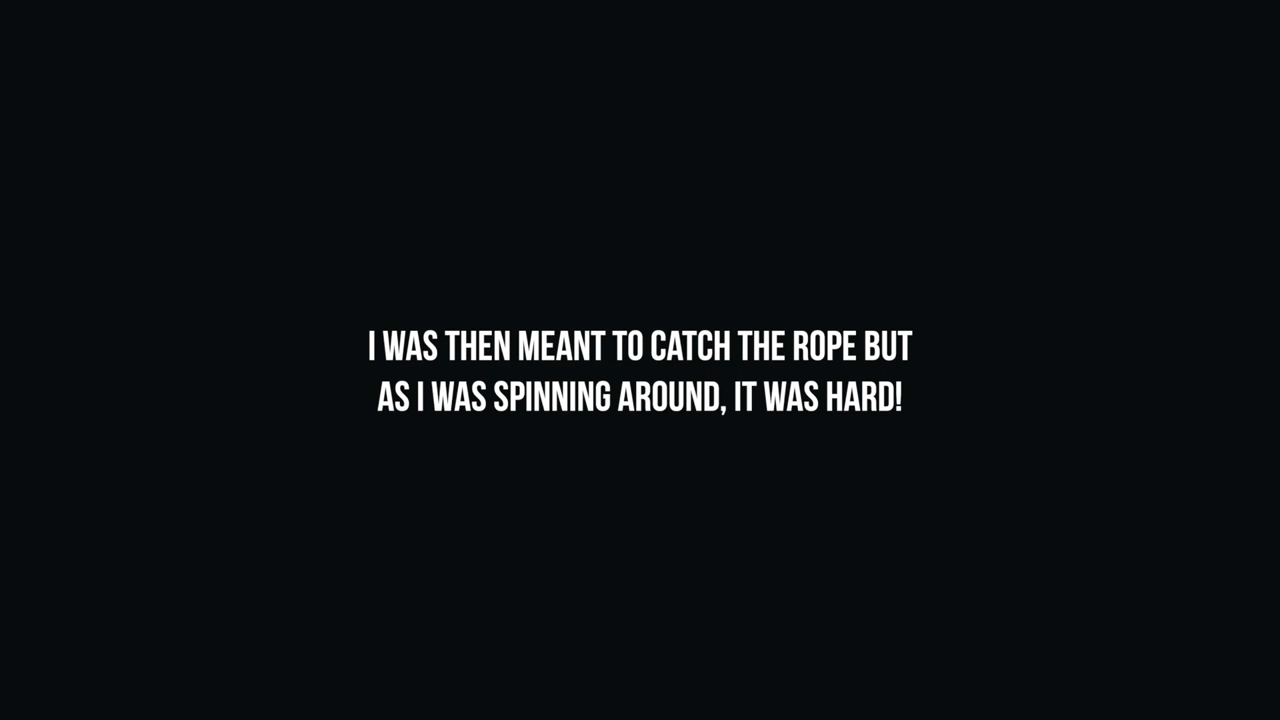 I WAS THEN MEANT TO CATCH THE ROPE BUT
AS I WAS SPINNING AROUND, IT WAS HARD!